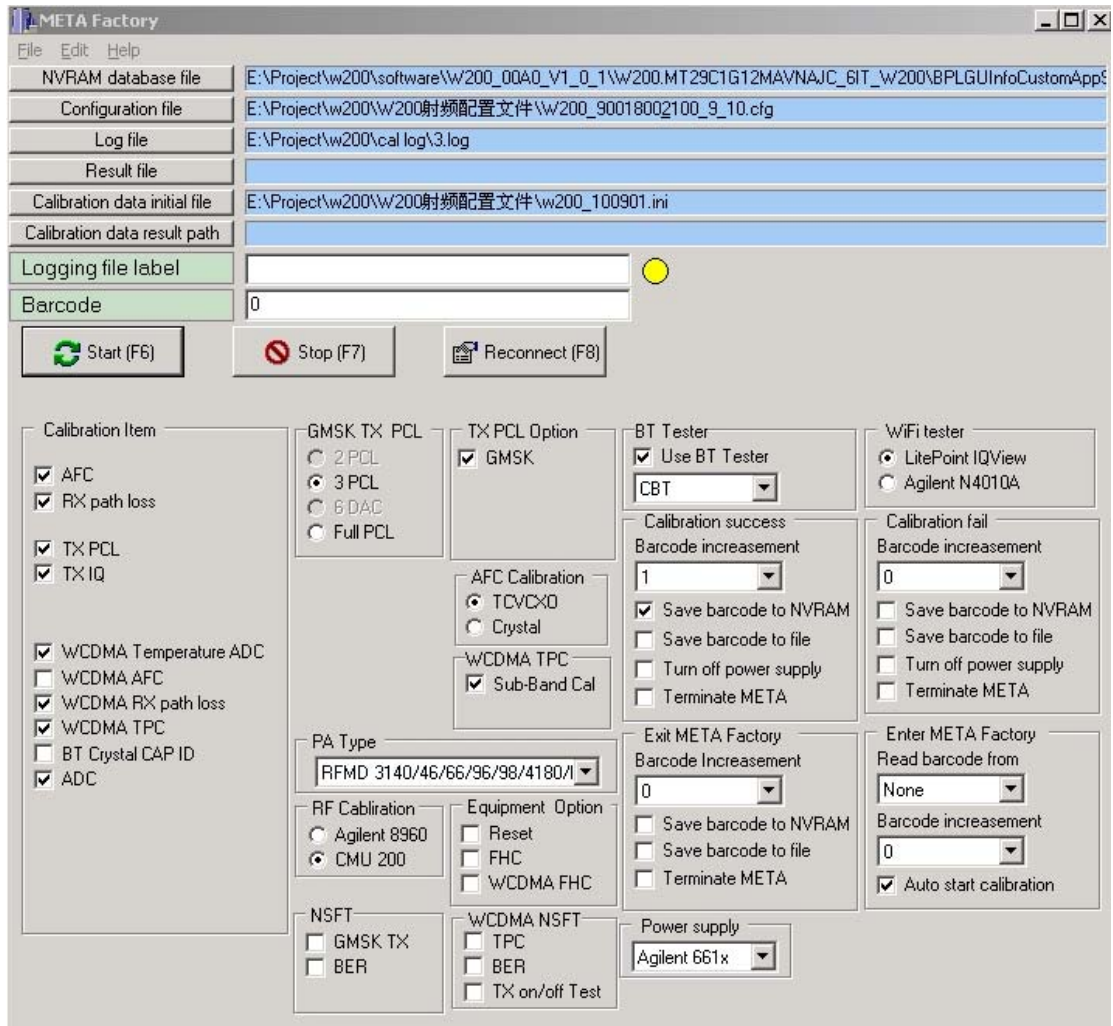 META Factory
File Edit Help
NVRAM database file E:\Project\w200\software\W200_00A0_V1_0_1\W200.MT29C1G12MAVNAJC_6IT_W200\BPLGUInfoCustomAppS
Configuration file E:\Project\w200\W200射频配置文件\W200_90018002100_9_10.cfg
Log file E:\Project\w200\cal log\3.log
Result file
Calibration data initial file E:\Project\w200\W200射频配置文件\w200_100901.ini
Calibration data result path
Logging file label
Barcode 0
Start (F6) Stop (F7) Reconnect (F8)
Calibration Item
AFC
RX path loss
TX PCL
TX IQ
WCDMA Temperature ADC
WCDMA AFC
WCDMA RX path loss
WCDMA TPC
BT Crystal CAP ID
ADC
GMSK TX PCL
2 PCL
3 PCL
6 DAC
Full PCL
TX PCL Option
GMSK
AFC Calibration
TCVCXO
Crystal
WCDMA TPC
Sub-Band Cal
PA Type
RFMD 3140/46/66/96/98/4180/
RF Cabliration
Agilent 8960
CMU 200
Equipment Option
Reset
FHC
WCDMA FHC
NSFT
GMSK TX
BER
WCDMA NSFT
TPC
BER
TX on/off Test
BT Tester
Use BT Tester
CBT
WiFi tester
LitePoint IQView
Agilent N4010A
Calibration success
Barcode increasement
1
Save barcode to NVRAM
Save barcode to file
Turn off power supply
Terminate META
Calibration fail
Barcode increasement
0
Save barcode to NVRAM
Save barcode to file
Turn off power supply
Terminate META
Exit META Factory
Barcode Increasement
0
Save barcode to NVRAM
Save barcode to file
Terminate META
Enter META Factory
Read barcode from
None
Barcode increasement
0
Auto start calibration
Power supply
Agilent 661x